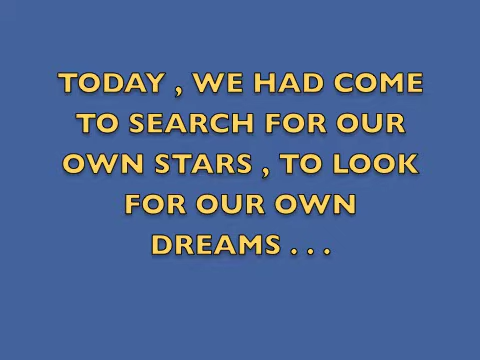 TODAY , WE HAD COME
TO SEARCH FOR OUR
OWN STARS , TO LOOK
FOR OUR OWN
DREAMS . . .